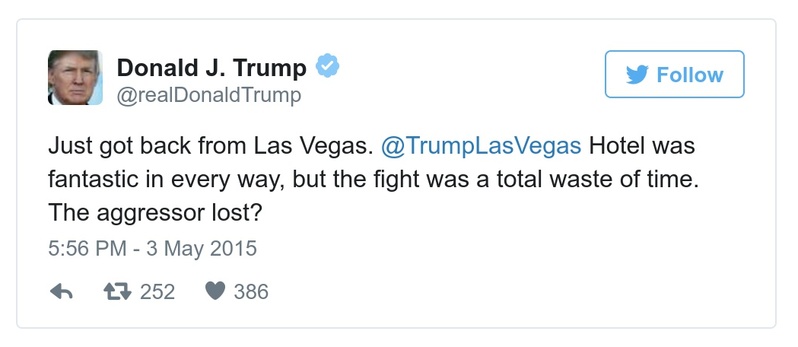 Donald J. Trump
@realDonaldTrump
Follow
Just got back from Las Vegas. @TrumpLasVegas Hotel was
fantastic in every way, but the fight was a total waste of time.
The aggressor lost?
5:56 PM - 3 May 2015
252 386